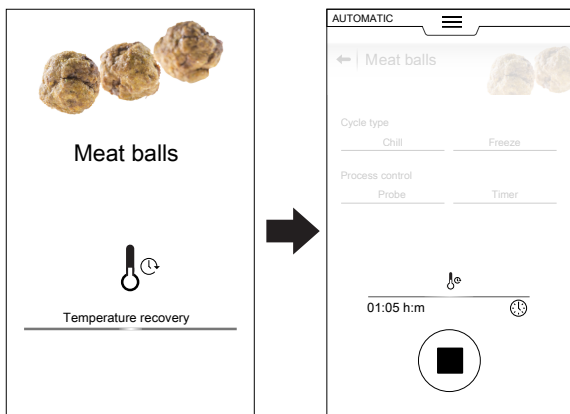 Meat balls
Temperature recovery
AUTOMATIC
Meat balls
Cycle type
Chill Freeze
Process control
Probe Timer
01:05 h:m